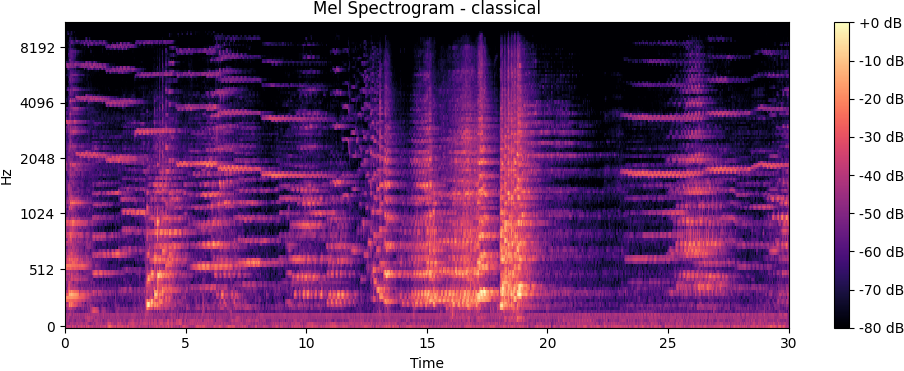 Mel Spectrogram - classical
Hz
8192
4096
2048
1024
512
0
0 5 10 15 20 25 30
Time
+0 dB
-10 dB
-20 dB
-30 dB
-40 dB
-50 dB
-60 dB
-70 dB
-80 dB